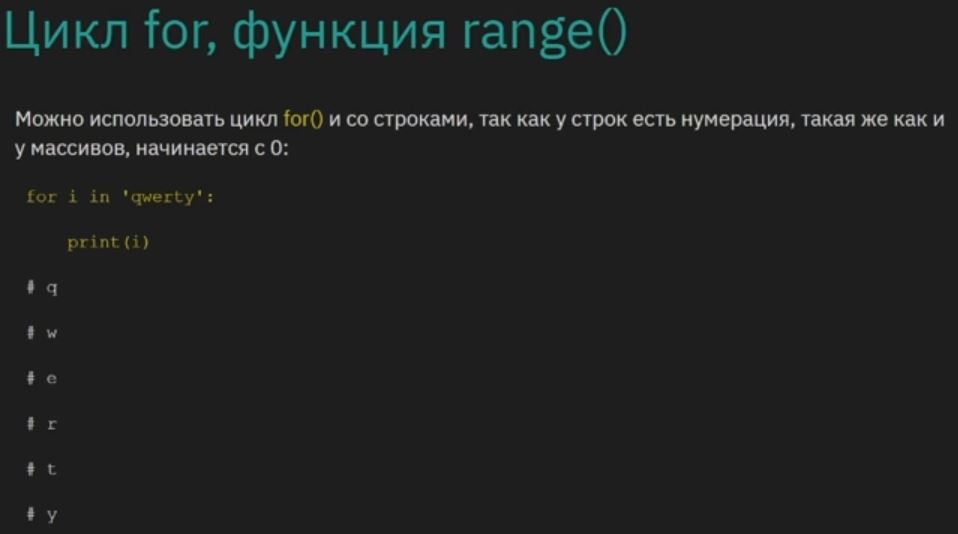 Цикл for, функция range()
Можно использовать цикл for() и со строками, так как у строк есть нумерация, такая же как и
у массивов, начинается с 0:
for i in 'qwerty':
    print(i)
# q
# w
# e
# r
# t
# y